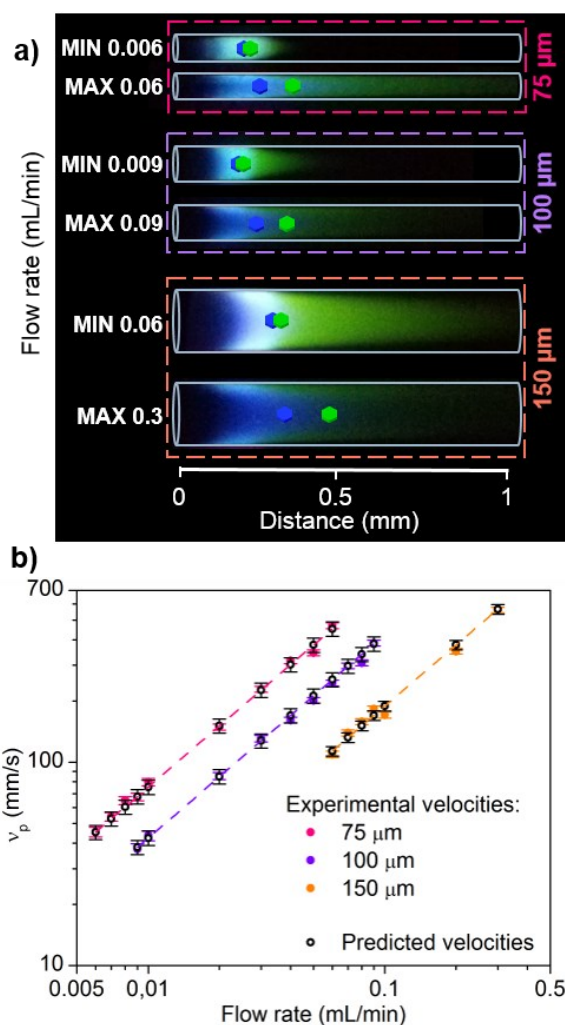 a)
MIN 0.006
MAX 0.06
75 µm
MIN 0.009
MAX 0.09
100 µm
MIN 0.06
MAX 0.3
150 µm
Flow rate (mL/min)
0 0.5 1
Distance (mm)
b)
700
100
10
νp (mm/s)
Experimental velocities:
75 µm
100 µm
150 µm
Predicted velocities
0.005 0,01 0.1 0.5
Flow rate (mL/min)